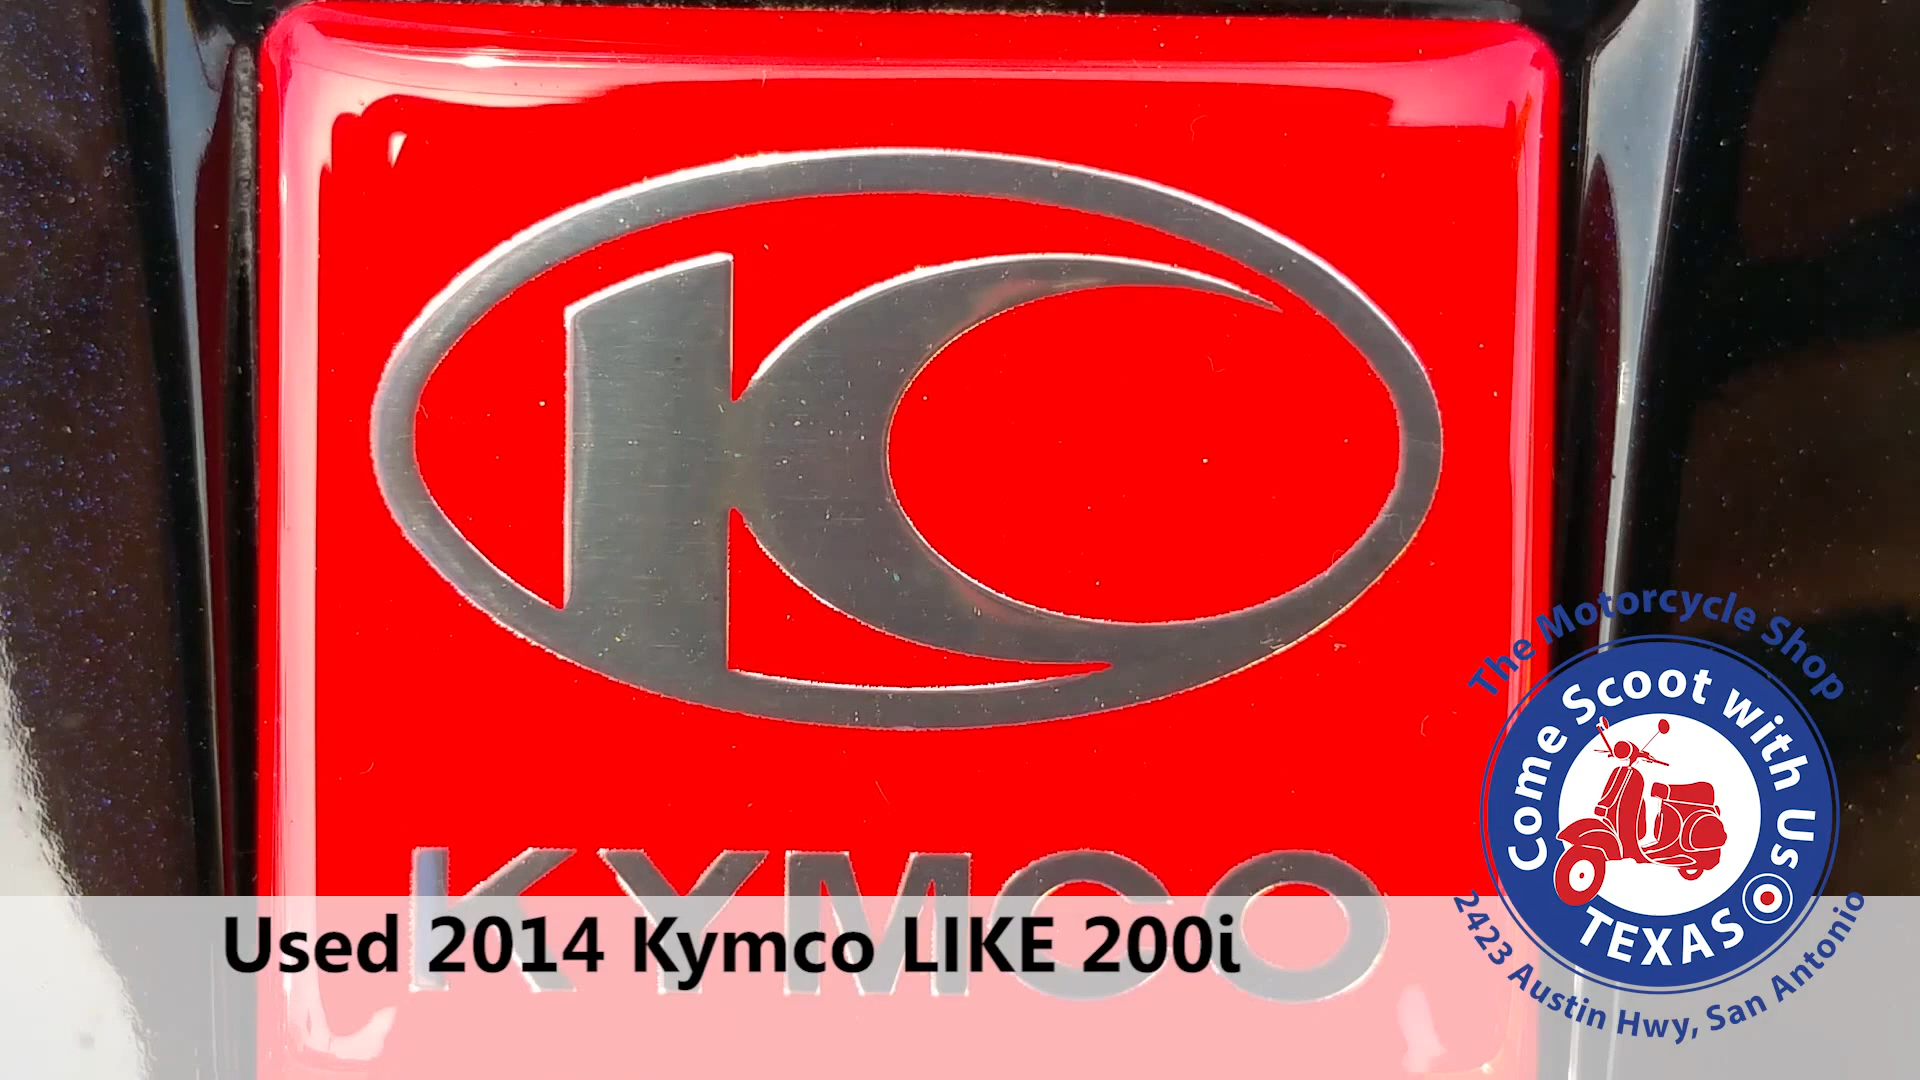 KYMCO
Used 2014 Kymco LIKE 200i
The Motorcycle Shop
Come Scoot with Us
TEXAS
2423 Austin Hwy, San Antonio